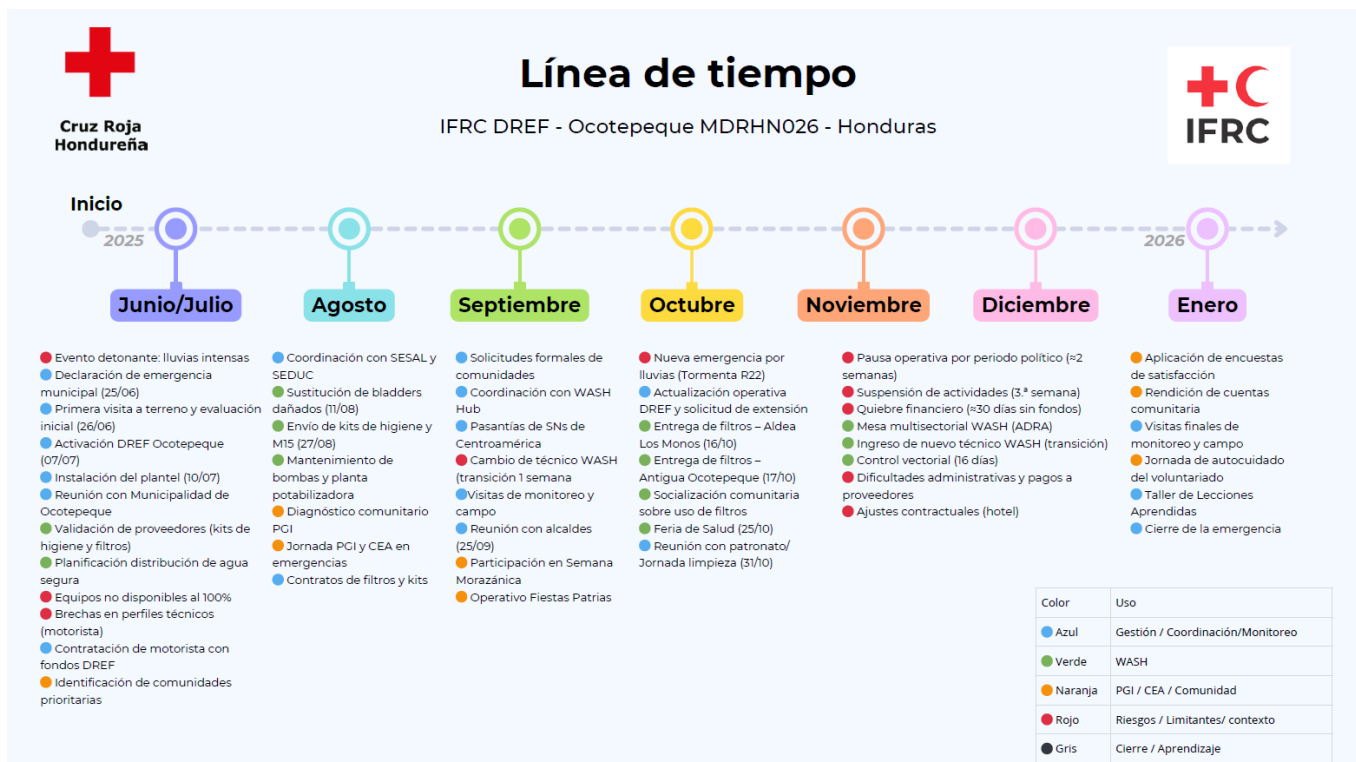 Cruz Roja
Hondureña
Línea de tiempo
IFRC DREF - Ocotepeque MDRHN026 - Honduras
IFRC
Inicio
2025
2026
Junio/Julio
Agosto
Septiembre
Octubre
Noviembre
Diciembre
Enero
Evento detonante: lluvias intensas
Declaración de emergencia
municipal (25/06)
Primera visita a terreno y evaluación
inicial (26/06)
Activación DREF Ocotepeque
(07/07)
Instalación del plantel (10/07)
Reunión con Municipalidad de
Ocotepeque
Validación de proveedores (kits de
higiene y filtros)
Planificación distribución de agua
segura
Equipos no disponibles al 100%
Brechas en perfiles técnicos
(motorista)
Contratación de motorista con
fondos DREF
Identificación de comunidades
prioritarias
Coordinación con SESAL y
SEDUC
Sustitución de bladders
dañados (11/08)
Envío de kits de higiene y
M15 (27/08)
Mantenimiento de
bombas y planta
potabilizadora
Diagnóstico comunitario
PGI
Jornada PGI y CEA en
emergencias
Contratos de filtros y kits
Solicitudes formales de
comunidades
Coordinación con WASH
Hub
Pasantías de SNs de
Centroamérica
Cambio de técnico WASH
(transición 1 semana
Visitas de monitoreo y
campo
Reunión con alcaldes
(25/09)
Participación en Semana
Morazánica
Operativo Fiestas Patrias
Nueva emergencia por
lluvias (Tormenta R22)
Actualización operativa
DREF y solicitud de extensión
Entrega de filtros – Aldea
Los Monos (16/10)
Entrega de filtros –
Antigua Ocotepeque (17/10)
Socialización comunitaria
sobre uso de filtros
Feria de Salud (25/10)
Reunión con patronato/
Jornada limpieza (31/10)
Pausa operativa por periodo político (≈2
semanas)
Suspensión de actividades (3.ª semana)
Quiebre financiero (≈30 días sin fondos)
Mesa multisectorial WASH (ADRA)
Ingreso de nuevo técnico WASH (transición)
Control vectorial (16 días)
Dificultades administrativas y pagos a
proveedores
Ajustes contractuales (hotel)
Aplicación de encuestas
de satisfacción
Rendición de cuentas
comunitaria
Visitas finales de
monitoreo y campo
Jornada de autocuidado
del voluntariado
Taller de Lecciones
Aprendidas
Cierre de la emergencia
Color Uso
Azul Gestión / Coordinación/Monitoreo
Verde WASH
Naranja PGI / CEA / Comunidad
Rojo Riesgos / Limitantes/ contexto
Gris Cierre / Aprendizaje